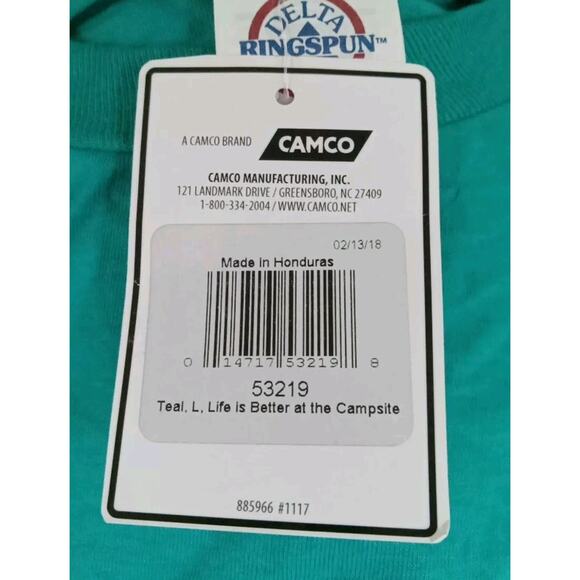 DELTA
RINGSPUN™
A CAMCO BRAND CAMCO
CAMCO MANUFACTURING, INC.
121 LANDMARK DRIVE / GREENSBORO, NC 27409
1-800-334-2004 / WWW.CAMCO.NET
02/13/18
Made in Honduras
0 14717 53219 8
53219
Teal, L, Life is Better at the Campsite
885966 #1117